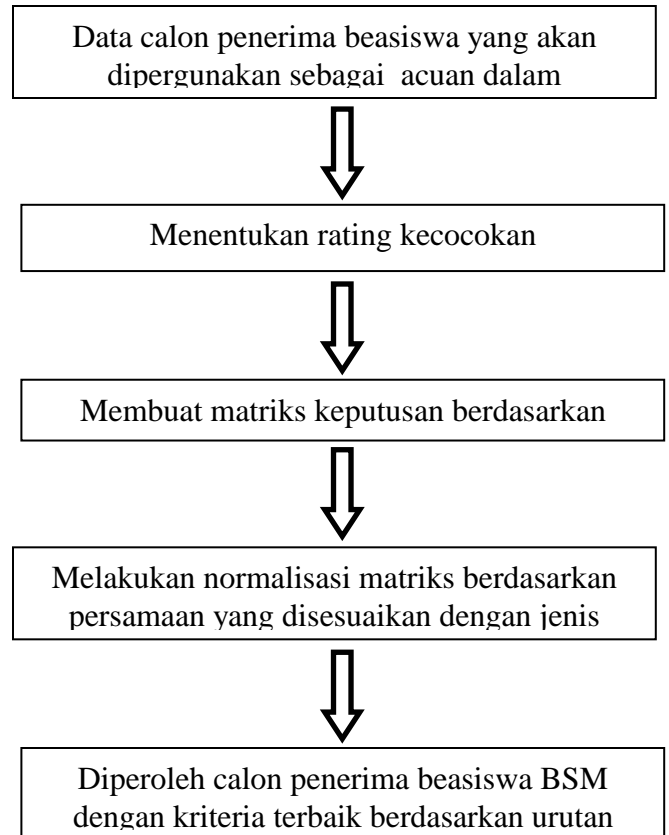 Data calon penerima beasiswa yang akan
dipergunakan sebagai acuan dalam
Menentukan rating kecocokan
Membuat matriks keputusan berdasarkan
Melakukan normalisasi matriks berdasarkan
persamaan yang disesuaikan dengan jenis
Diperoleh calon penerima beasiswa BSM
dengan kriteria terbaik berdasarkan urutan